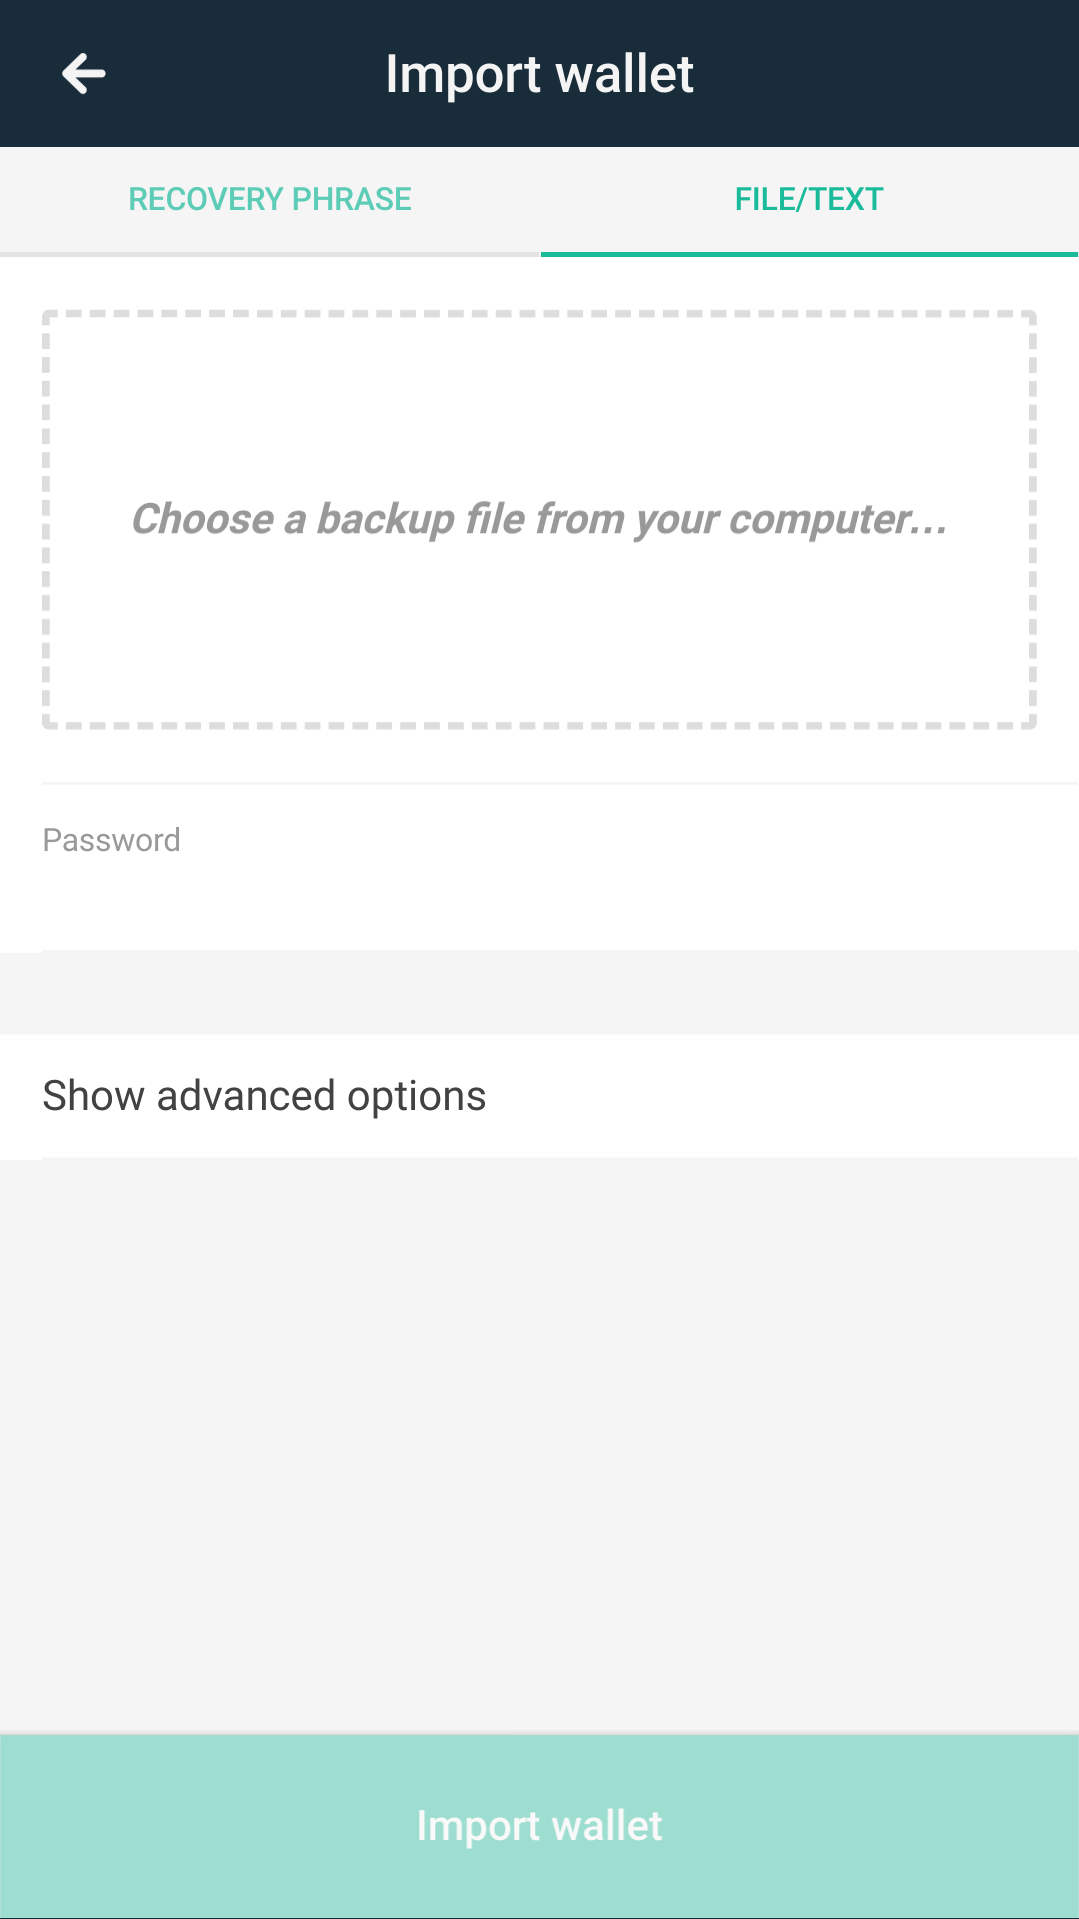 Import wallet
RECOVERY PHRASE
FILE/TEXT
Choose a backup file from your computer...
Password
Show advanced options
Import wallet